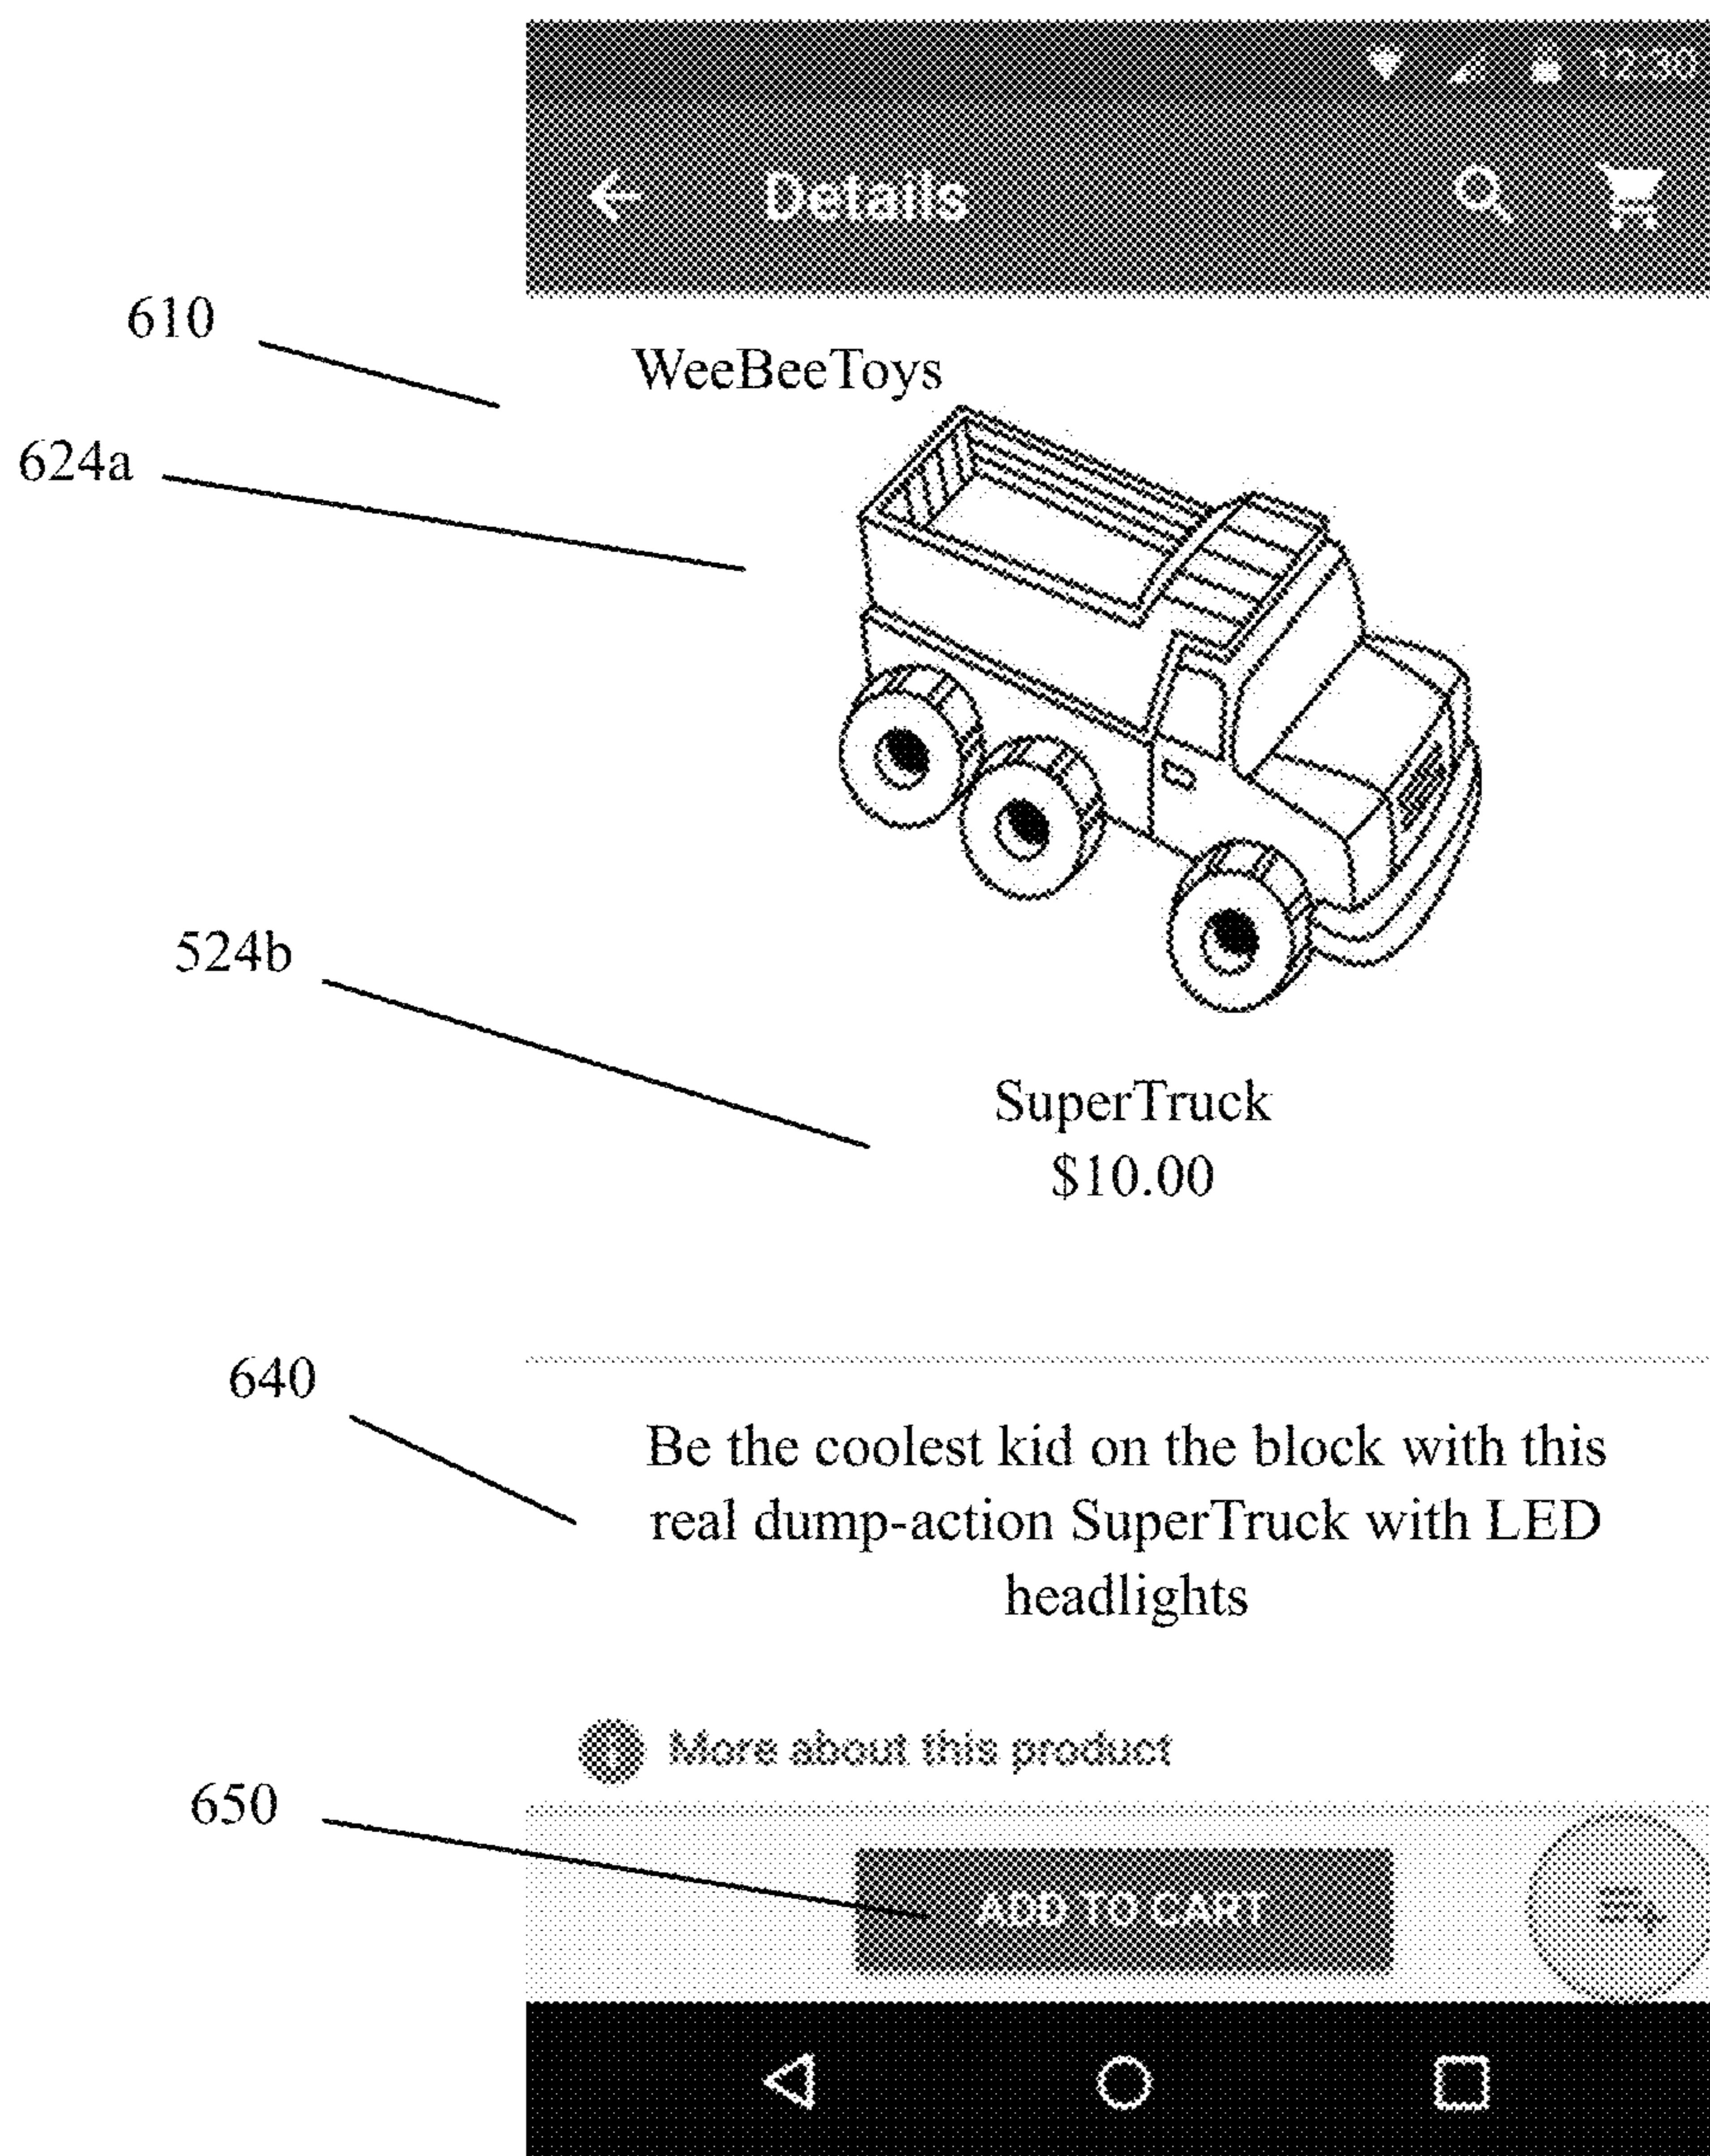 12:30
Details
610
WeeBeeToys
624a
524b
SuperTruck
$10.00
640
Be the coolest kid on the block with this
real dump-action SuperTruck with LED
headlights
More about this product
650
ADD TO CART